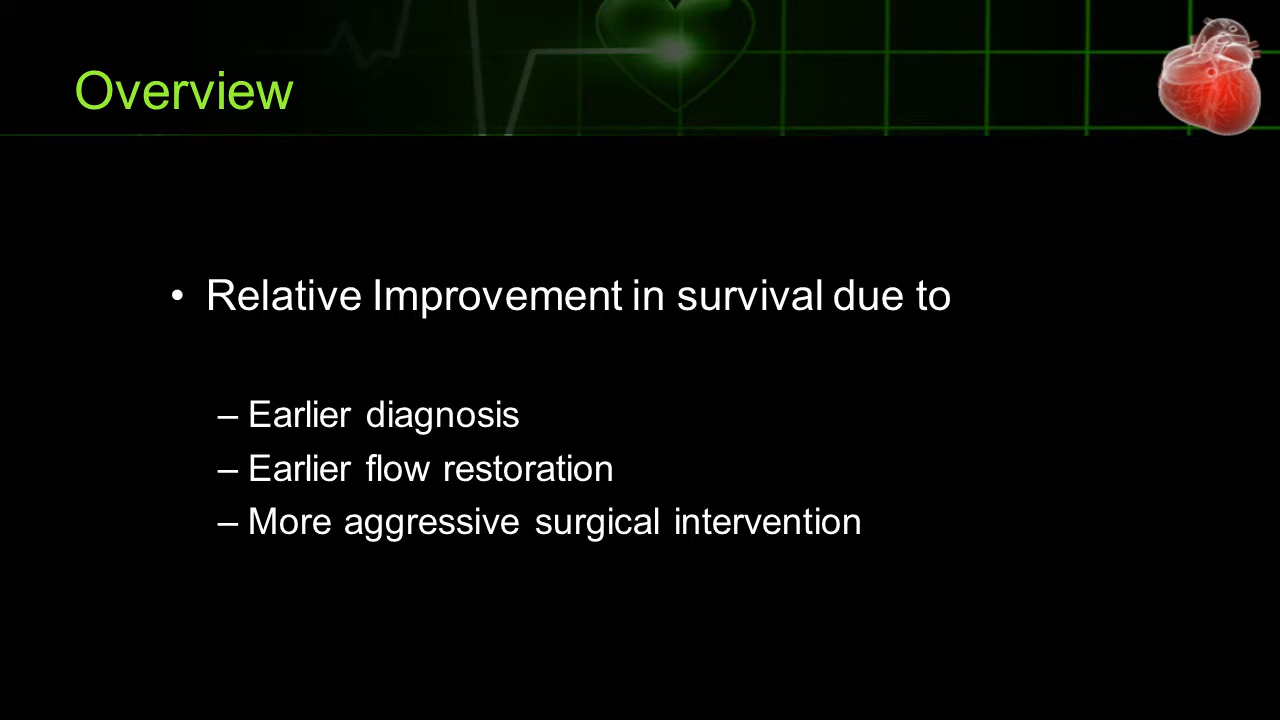 Overview
• Relative Improvement in survival due to
– Earlier diagnosis
– Earlier flow restoration
– More aggressive surgical intervention